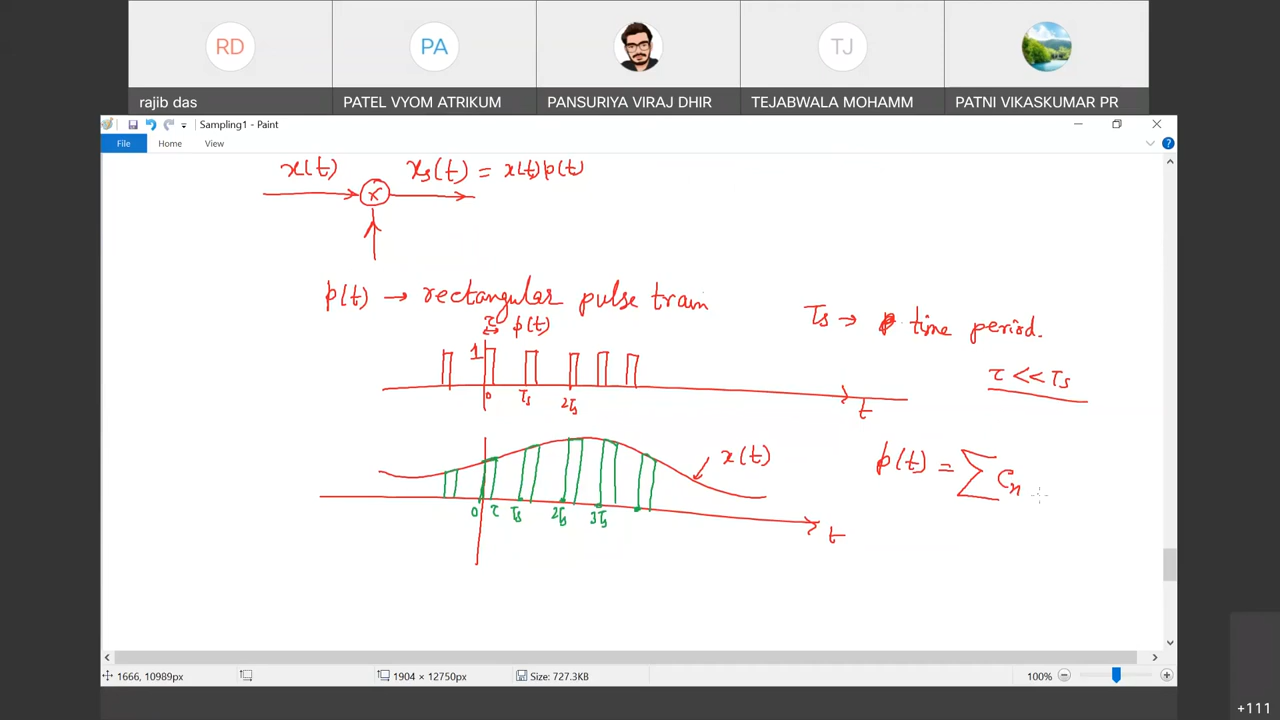 RD
PA
TJ
rajib das
PATEL VYOM ATRIKUM
PANSURIYA VIRAJ DHIR
TEJABWALA MOHAMM
PATNI VIKASKUMAR PR
Sampling1 - Paint
File Home View
x(t)
xs(t) = x(t)p(t)
x
p(t) → rectangular pulse train
Ts → time period.
τ p(t)
1
τ << Ts
0 Ts 2Ts
t
x(t)
p(t) = ∑ Cn
0 τ Ts 2Ts 3Ts
t
1666, 10989px
1904 × 12750px
Size: 727.3KB
100%
+111